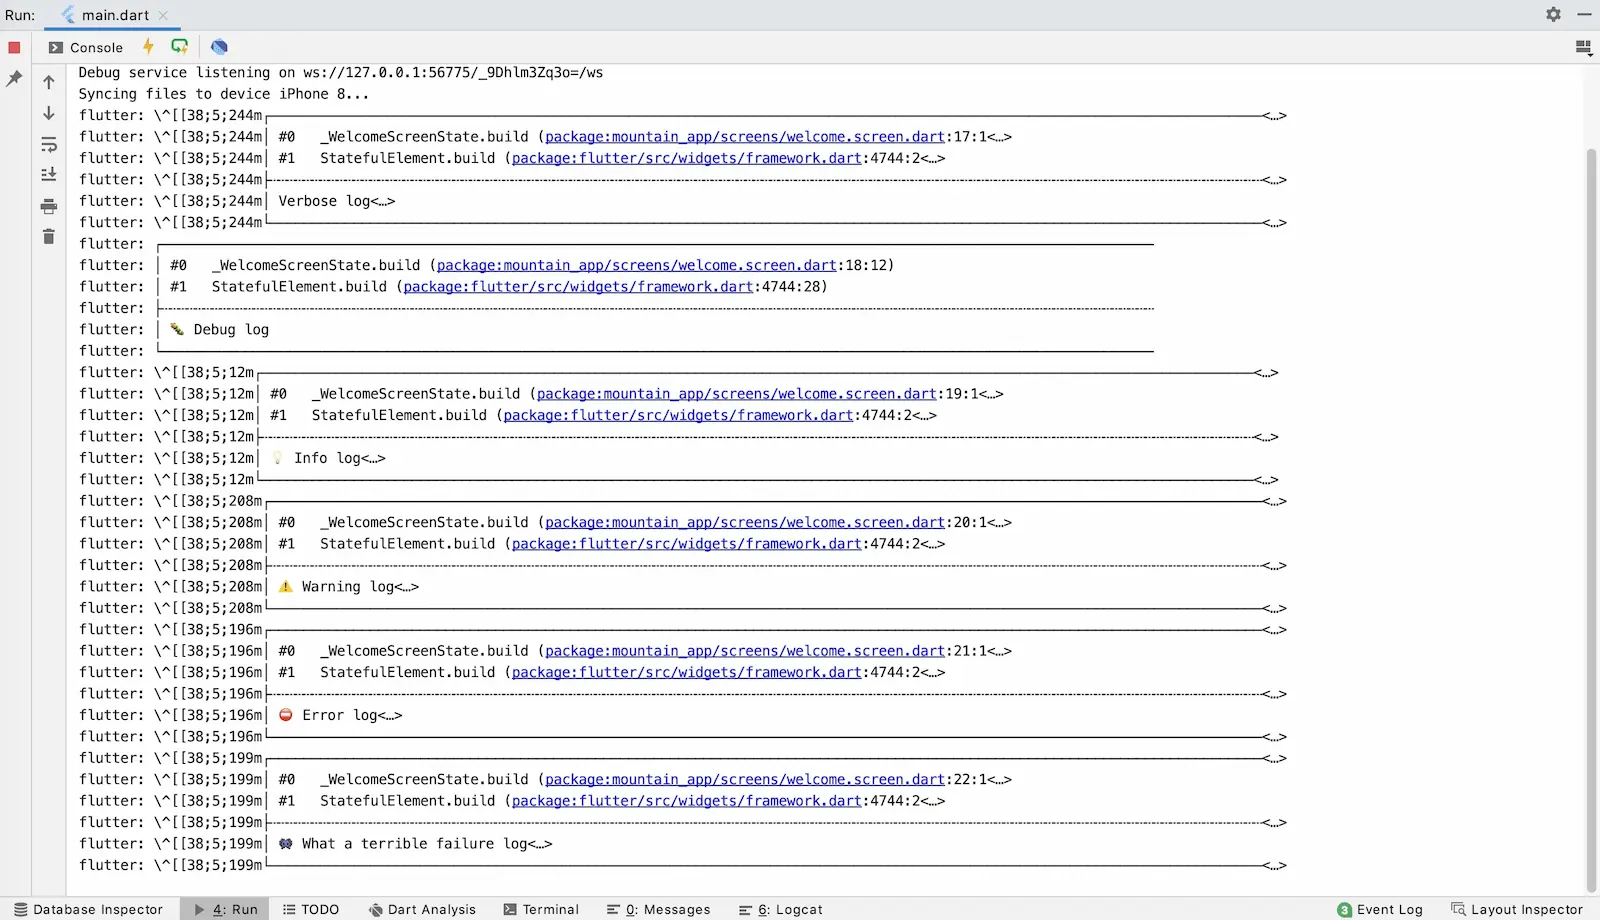 Run: main.dart
Console
Debug service listening on ws://127.0.0.1:56775/_9Dhlm3Zq3o=/ws
Syncing files to device iPhone 8...
flutter: \^[[38;5;244m┌───────────────────────────<…>
flutter: \^[[38;5;244m│ #0   _WelcomeScreenState.build (package:mountain_app/screens/welcome.screen.dart:17:1<…>
flutter: \^[[38;5;244m│ #1   StatefulElement.build (package:flutter/src/widgets/framework.dart:4744:2<…>
flutter: \^[[38;5;244m├┄┄┄┄┄┄┄┄┄┄┄┄┄┄┄┄┄┄┄┄┄┄┄┄┄┄┄<…>
flutter: \^[[38;5;244m│ Verbose log<…>
flutter: \^[[38;5;244m└───────────────────────────<…>
flutter: ┌───────────────────────────
flutter: │ #0   _WelcomeScreenState.build (package:mountain_app/screens/welcome.screen.dart:18:12)
flutter: │ #1   StatefulElement.build (package:flutter/src/widgets/framework.dart:4744:28)
flutter: ├┄┄┄┄┄┄┄┄┄┄┄┄┄┄┄┄┄┄┄┄┄┄┄┄┄┄┄
flutter: │ 🐛 Debug log
flutter: └───────────────────────────
flutter: \^[[38;5;12m┌───────────────────────────<…>
flutter: \^[[38;5;12m│ #0   _WelcomeScreenState.build (package:mountain_app/screens/welcome.screen.dart:19:1<…>
flutter: \^[[38;5;12m│ #1   StatefulElement.build (package:flutter/src/widgets/framework.dart:4744:2<…>
flutter: \^[[38;5;12m├┄┄┄┄┄┄┄┄┄┄┄┄┄┄┄┄┄┄┄┄┄┄┄┄┄┄┄<…>
flutter: \^[[38;5;12m│ 💡 Info log<…>
flutter: \^[[38;5;12m└───────────────────────────<…>
flutter: \^[[38;5;208m┌───────────────────────────<…>
flutter: \^[[38;5;208m│ #0   _WelcomeScreenState.build (package:mountain_app/screens/welcome.screen.dart:20:1<…>
flutter: \^[[38;5;208m│ #1   StatefulElement.build (package:flutter/src/widgets/framework.dart:4744:2<…>
flutter: \^[[38;5;208m├┄┄┄┄┄┄┄┄┄┄┄┄┄┄┄┄┄┄┄┄┄┄┄┄┄┄┄<…>
flutter: \^[[38;5;208m│ ⚠️ Warning log<…>
flutter: \^[[38;5;208m└───────────────────────────<…>
flutter: \^[[38;5;196m┌───────────────────────────<…>
flutter: \^[[38;5;196m│ #0   _WelcomeScreenState.build (package:mountain_app/screens/welcome.screen.dart:21:1<…>
flutter: \^[[38;5;196m│ #1   StatefulElement.build (package:flutter/src/widgets/framework.dart:4744:2<…>
flutter: \^[[38;5;196m├┄┄┄┄┄┄┄┄┄┄┄┄┄┄┄┄┄┄┄┄┄┄┄┄┄┄┄<…>
flutter: \^[[38;5;196m│ ⛔ Error log<…>
flutter: \^[[38;5;196m└───────────────────────────<…>
flutter: \^[[38;5;199m┌───────────────────────────<…>
flutter: \^[[38;5;199m│ #0   _WelcomeScreenState.build (package:mountain_app/screens/welcome.screen.dart:22:1<…>
flutter: \^[[38;5;199m│ #1   StatefulElement.build (package:flutter/src/widgets/framework.dart:4744:2<…>
flutter: \^[[38;5;199m├┄┄┄┄┄┄┄┄┄┄┄┄┄┄┄┄┄┄┄┄┄┄┄┄┄┄┄<…>
flutter: \^[[38;5;199m│ 👾 What a terrible failure log<…>
flutter: \^[[38;5;199m└───────────────────────────<…>
Database Inspector 4: Run TODO Dart Analysis Terminal 0: Messages 6: Logcat 3 Event Log Layout Inspector